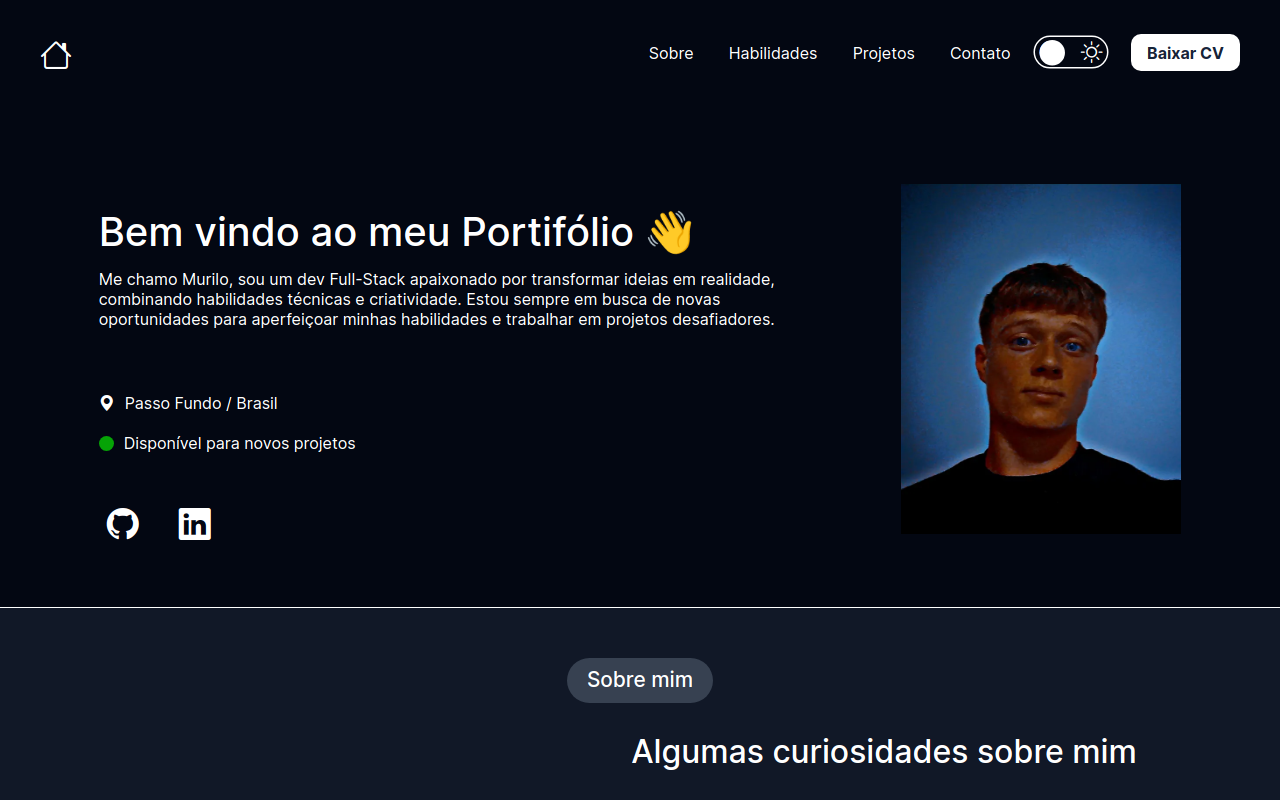 Sobre
Habilidades
Projetos
Contato
Baixar CV
Bem vindo ao meu Portifólio 👋
Me chamo Murilo, sou um dev Full-Stack apaixonado por transformar ideias em realidade,
combinando habilidades técnicas e criatividade. Estou sempre em busca de novas
oportunidades para aperfeiçoar minhas habilidades e trabalhar em projetos desafiadores.
Passo Fundo / Brasil
Disponível para novos projetos
Sobre mim
Algumas curiosidades sobre mim